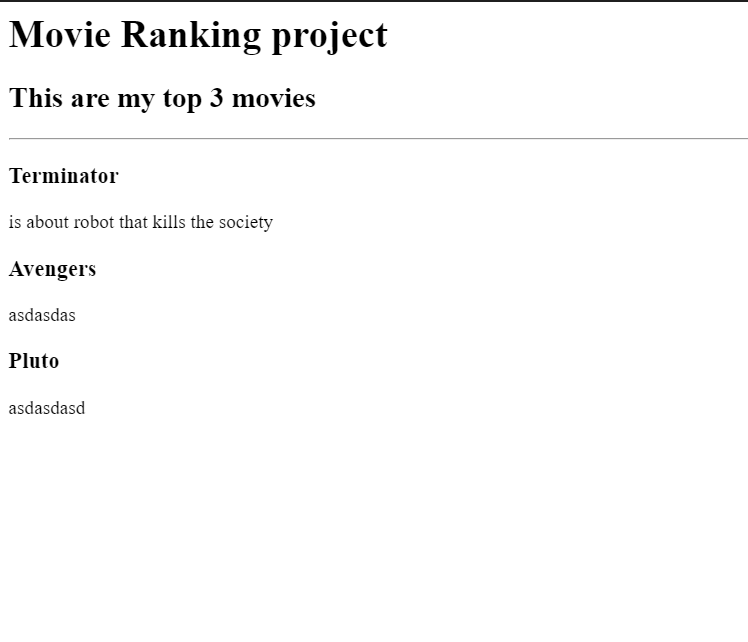 Movie Ranking project
This are my top 3 movies
Terminator
is about robot that kills the society
Avengers
asdasdas
Pluto
asdasdasd